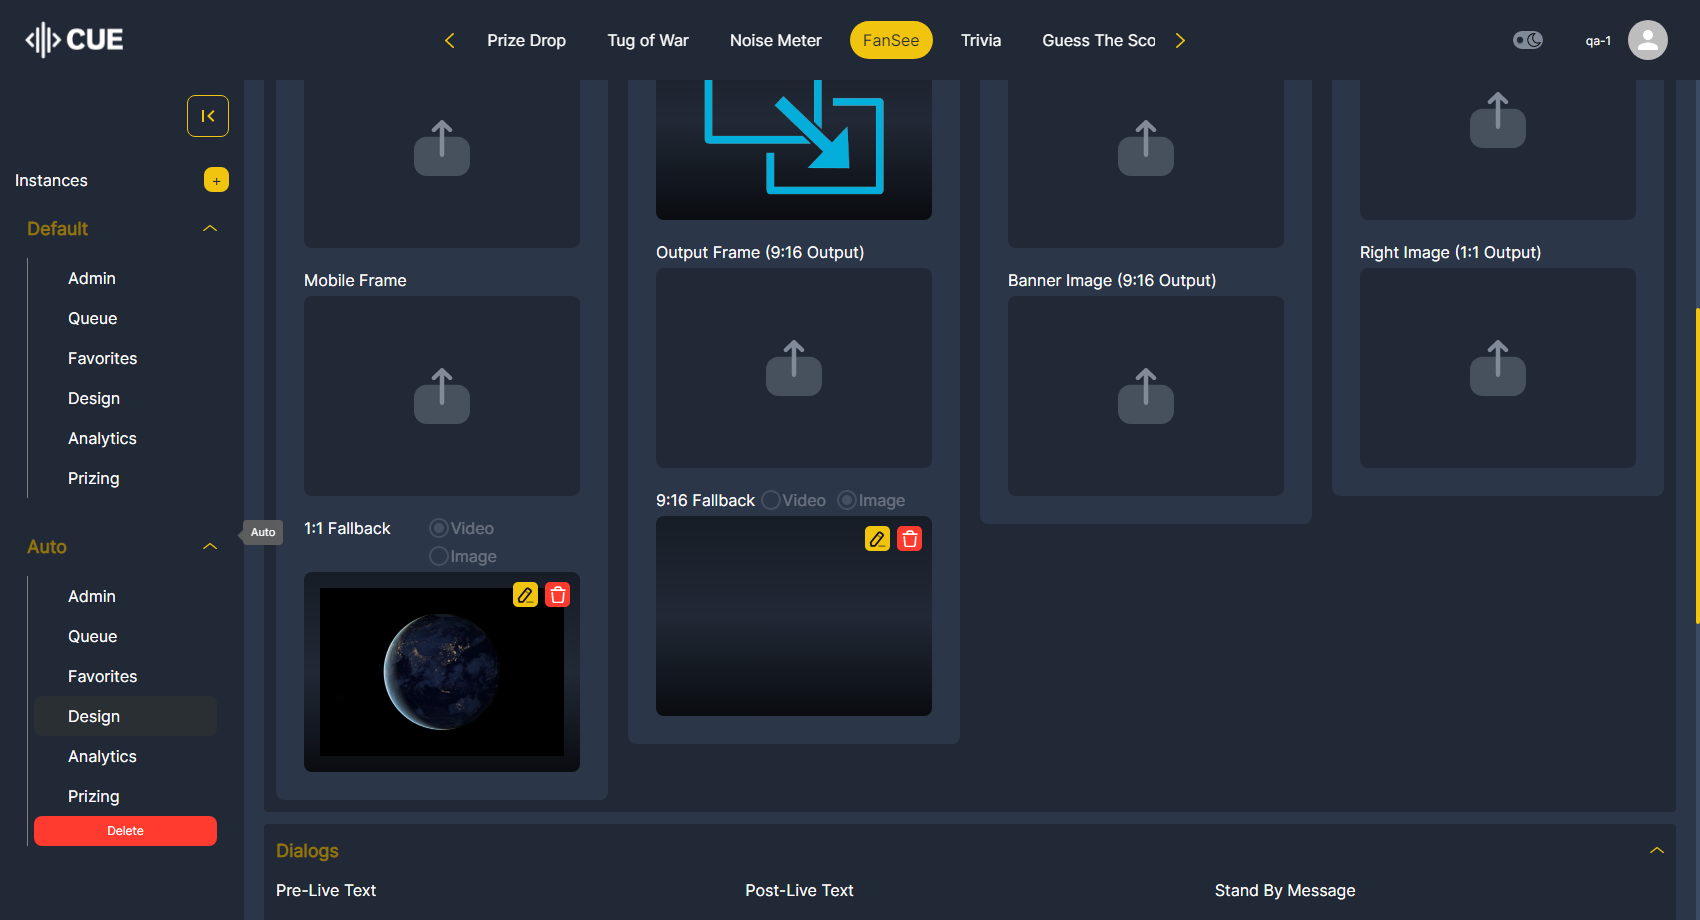 CUE
Prize Drop
Tug of War
Noise Meter
FanSee
Trivia
Guess The Sco
qa-1
Instances
+
Default
Admin
Queue
Favorites
Design
Analytics
Prizing
Auto
Admin
Queue
Favorites
Design
Analytics
Prizing
Delete
Auto
Mobile Frame
1:1 Fallback
Video
Image
Output Frame (9:16 Output)
9:16 Fallback Video Image
Banner Image (9:16 Output)
Right Image (1:1 Output)
Dialogs
Pre-Live Text
Post-Live Text
Stand By Message